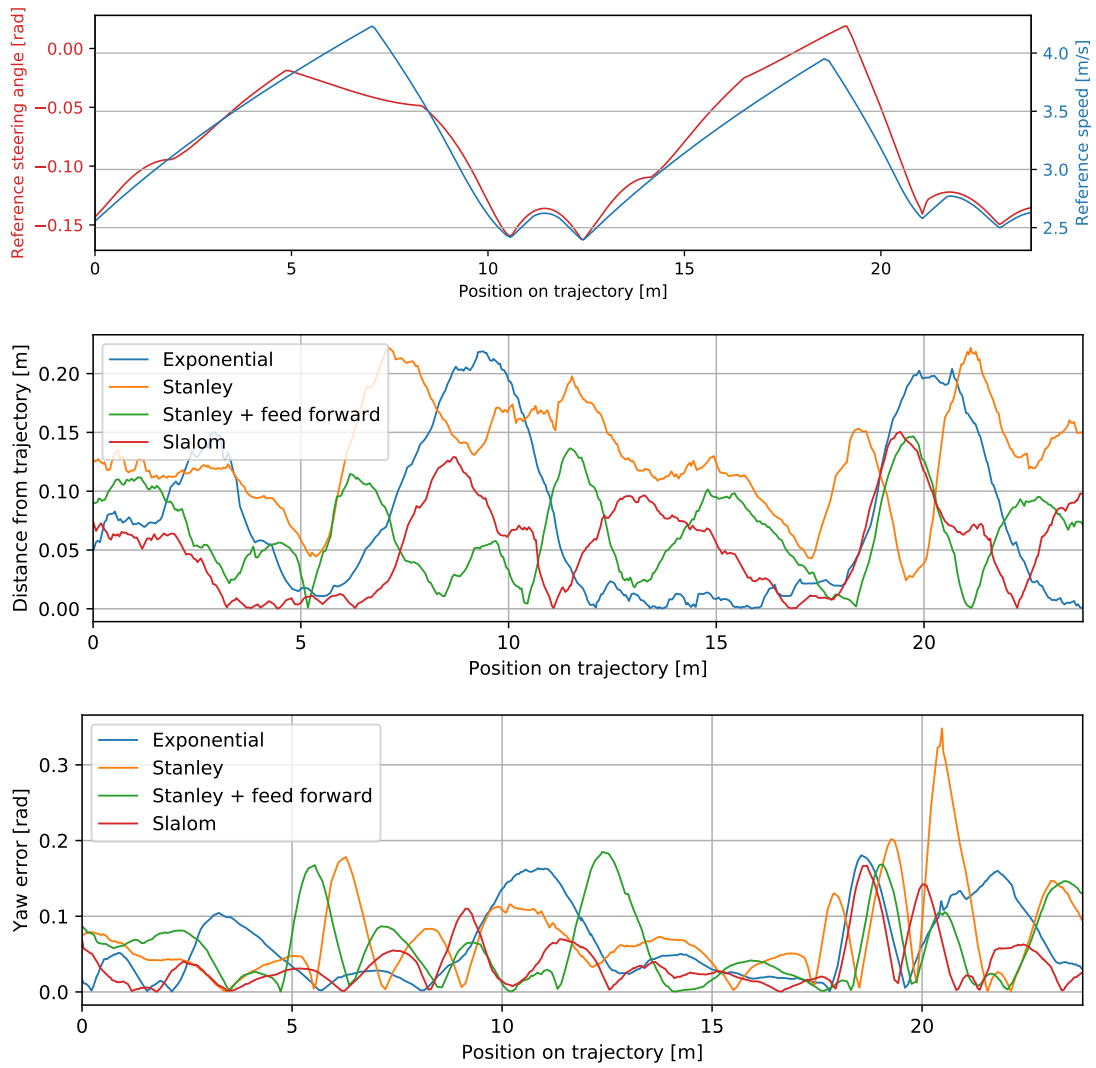 Reference steering angle [rad]
0.00
−0.05
−0.10
−0.15
4.0
3.5
3.0
2.5
Reference speed [m/s]
0 5 10 15 20
Position on trajectory [m]
Distance from trajectory [m]
0.20
0.15
0.10
0.05
0.00
Exponential
Stanley
Stanley + feed forward
Slalom
0 5 10 15 20
Position on trajectory [m]
Yaw error [rad]
0.3
0.2
0.1
0.0
Exponential
Stanley
Stanley + feed forward
Slalom
0 5 10 15 20
Position on trajectory [m]